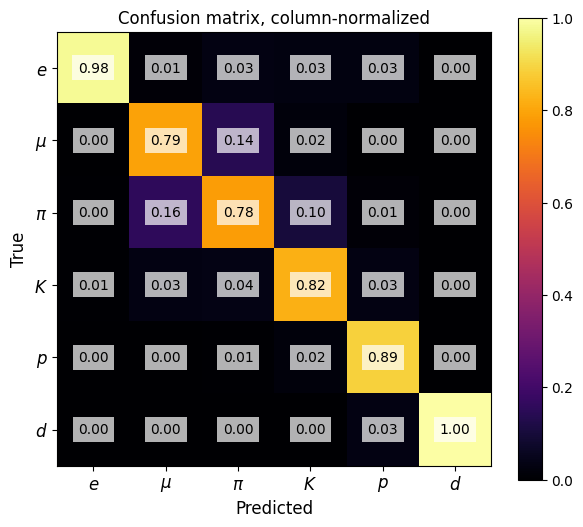 Confusion matrix, column-normalized
True
e 0.98 0.01 0.03 0.03 0.03 0.00
μ 0.00 0.79 0.14 0.02 0.00 0.00
π 0.00 0.16 0.78 0.10 0.01 0.00
K 0.01 0.03 0.04 0.82 0.03 0.00
p 0.00 0.00 0.01 0.02 0.89 0.00
d 0.00 0.00 0.00 0.00 0.03 1.00
e μ π K p d
Predicted
1.0
0.8
0.6
0.4
0.2
0.0